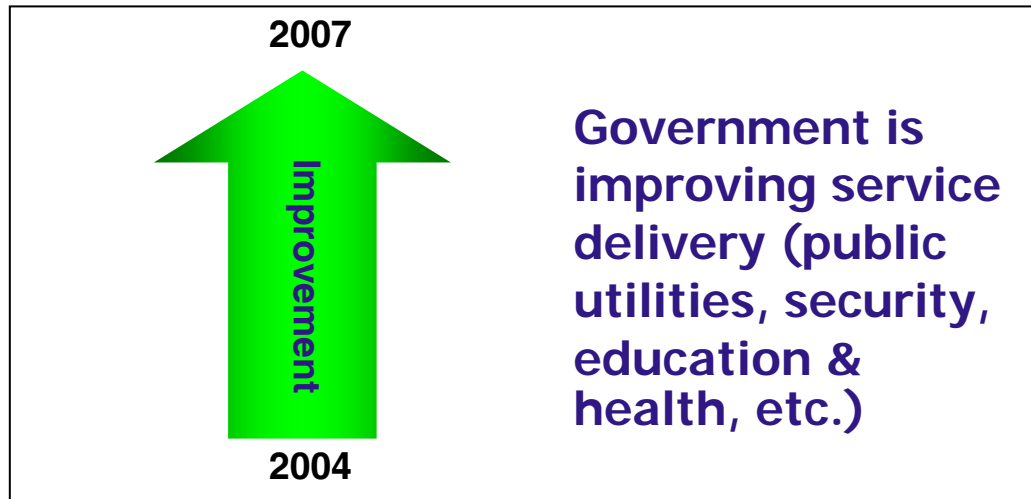 2007
Improvement
2004
Government is
improving service
delivery (public
utilities, security,
education &
health, etc.)